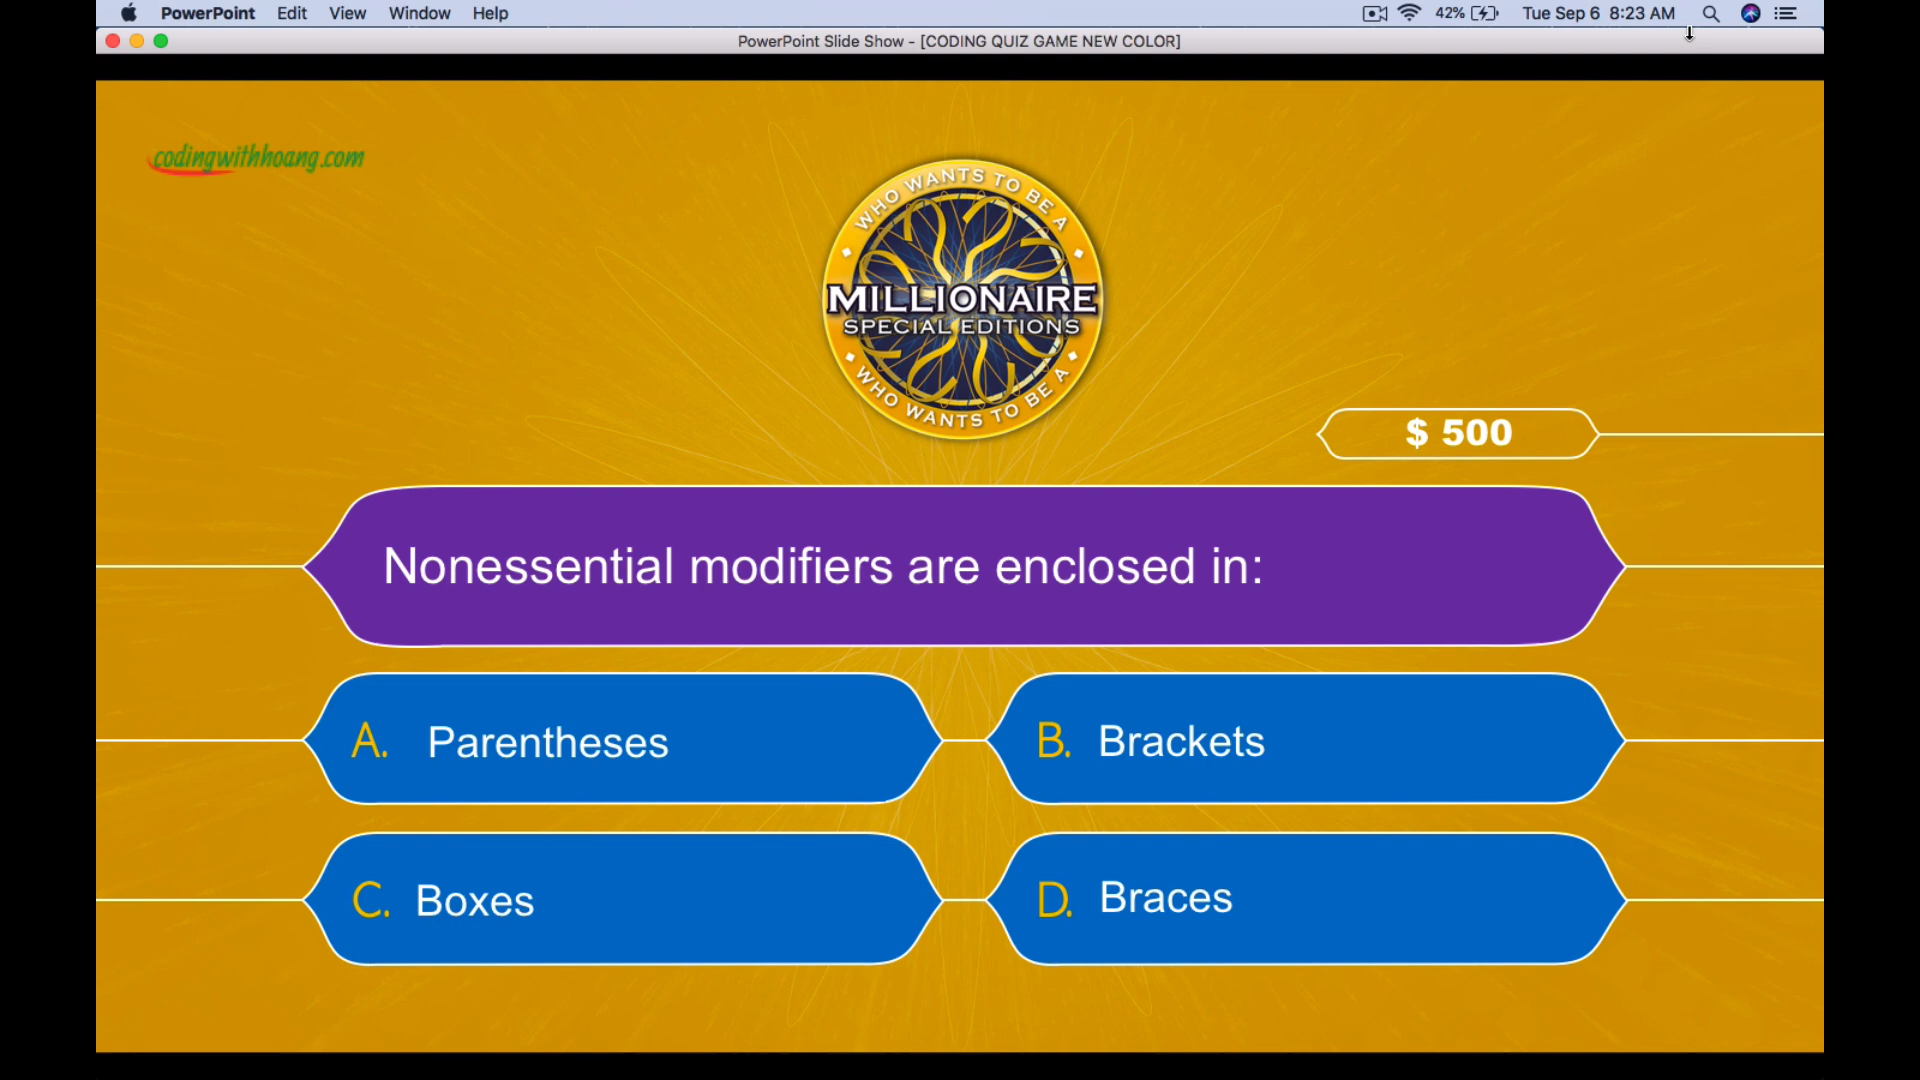 PowerPoint Edit View Window Help 42% Tue Sep 6 8:23 AM
PowerPoint Slide Show - [CODING QUIZ GAME NEW COLOR]
codingwithhoang.com
WHO WANTS TO BE A
MILLIONAIRE
SPECIAL EDITIONS
WHO WANTS TO BE A
$ 500
Nonessential modifiers are enclosed in:
A. Parentheses
B. Brackets
C. Boxes
D. Braces